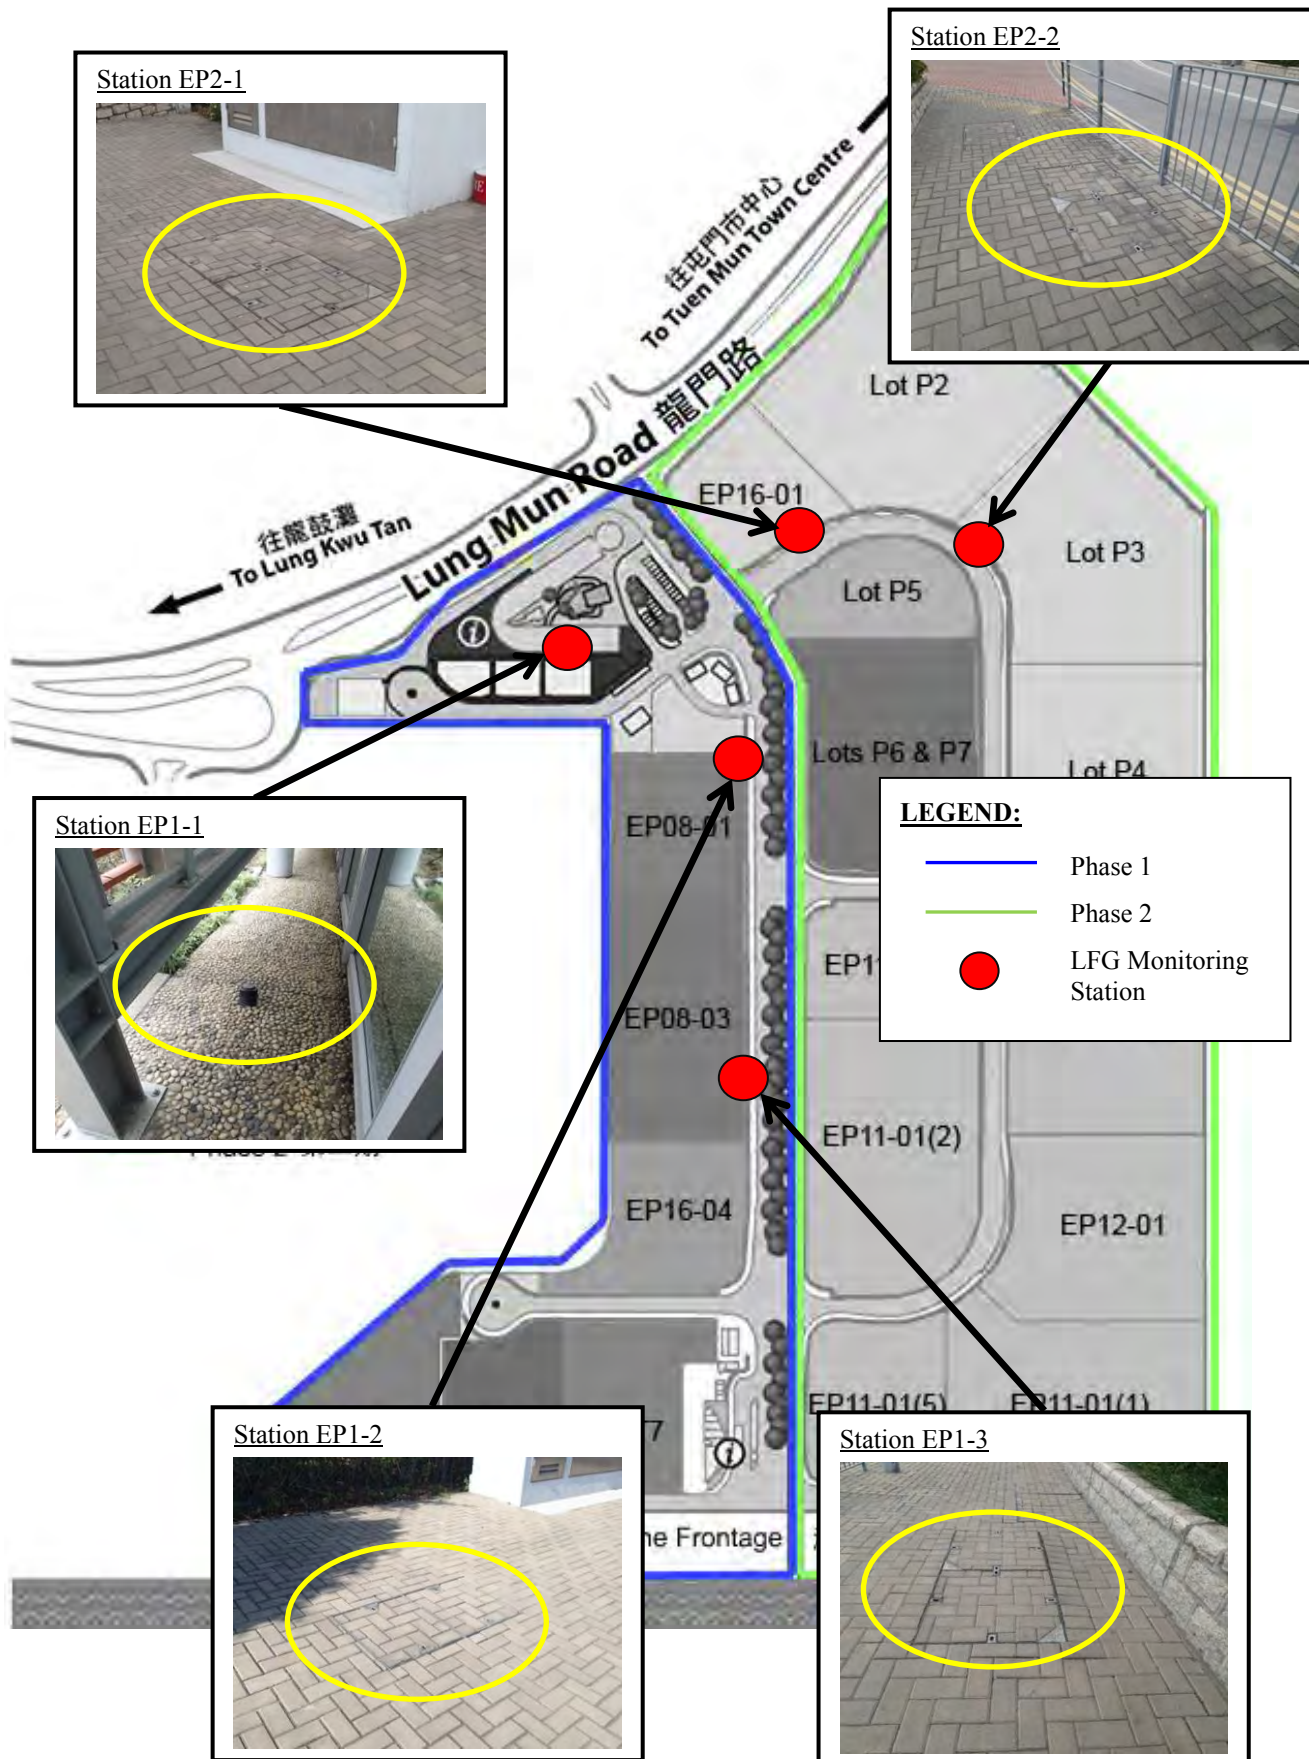 Station EP2-1
Station EP2-2
往屯門市中心
To Tuen Mun Town Centre
Lung Mun Road 龍門路
往龍鼓灘
To Lung Kwu Tan
Lot P2
EP16-01
Lot P3
Lot P5
Lots P6 & P7
Lot P4
Station EP1-1
EP08-01
LEGEND:
Phase 1
Phase 2
LFG Monitoring
Station
EP11
EP08-03
EP11-01(2)
EP16-04
EP12-01
EP11-01(5)
EP11-01(1)
Station EP1-2
7
Station EP1-3
ne Frontage